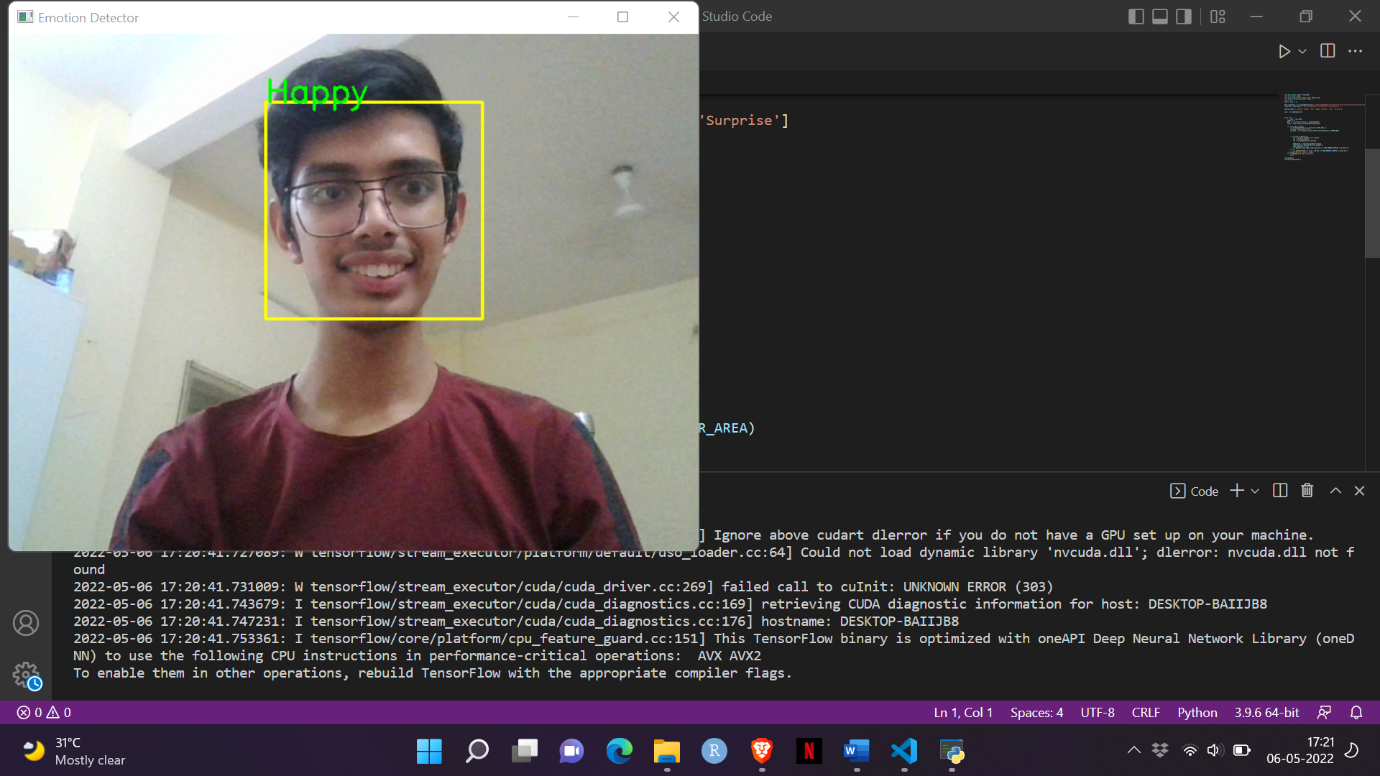 Emotion Detector
Studio Code
Happy
'Surprise']
R_AREA)
Code
] Ignore above cudart dlerror if you do not have a GPU set up on your machine.
2022-05-06 17:20:41.727089: W tensorflow/stream_executor/platform/default/dso_loader.cc:64] Could not load dynamic library 'nvcuda.dll'; dlerror: nvcuda.dll not f
ound
2022-05-06 17:20:41.731009: W tensorflow/stream_executor/cuda/cuda_driver.cc:269] failed call to cuInit: UNKNOWN ERROR (303)
2022-05-06 17:20:41.743679: I tensorflow/stream_executor/cuda/cuda_diagnostics.cc:169] retrieving CUDA diagnostic information for host: DESKTOP-BAIIJB8
2022-05-06 17:20:41.747231: I tensorflow/stream_executor/cuda/cuda_diagnostics.cc:176] hostname: DESKTOP-BAIIJB8
2022-05-06 17:20:41.753361: I tensorflow/core/platform/cpu_feature_guard.cc:151] This TensorFlow binary is optimized with oneAPI Deep Neural Network Library (oneD
NN) to use the following CPU instructions in performance-critical operations:  AVX AVX2
To enable them in other operations, rebuild TensorFlow with the appropriate compiler flags.
0 0 Ln 1, Col 1 Spaces: 4 UTF-8 CRLF Python 3.9.6 64-bit
31°C
Mostly clear
R
N
W
17:21
06-05-2022